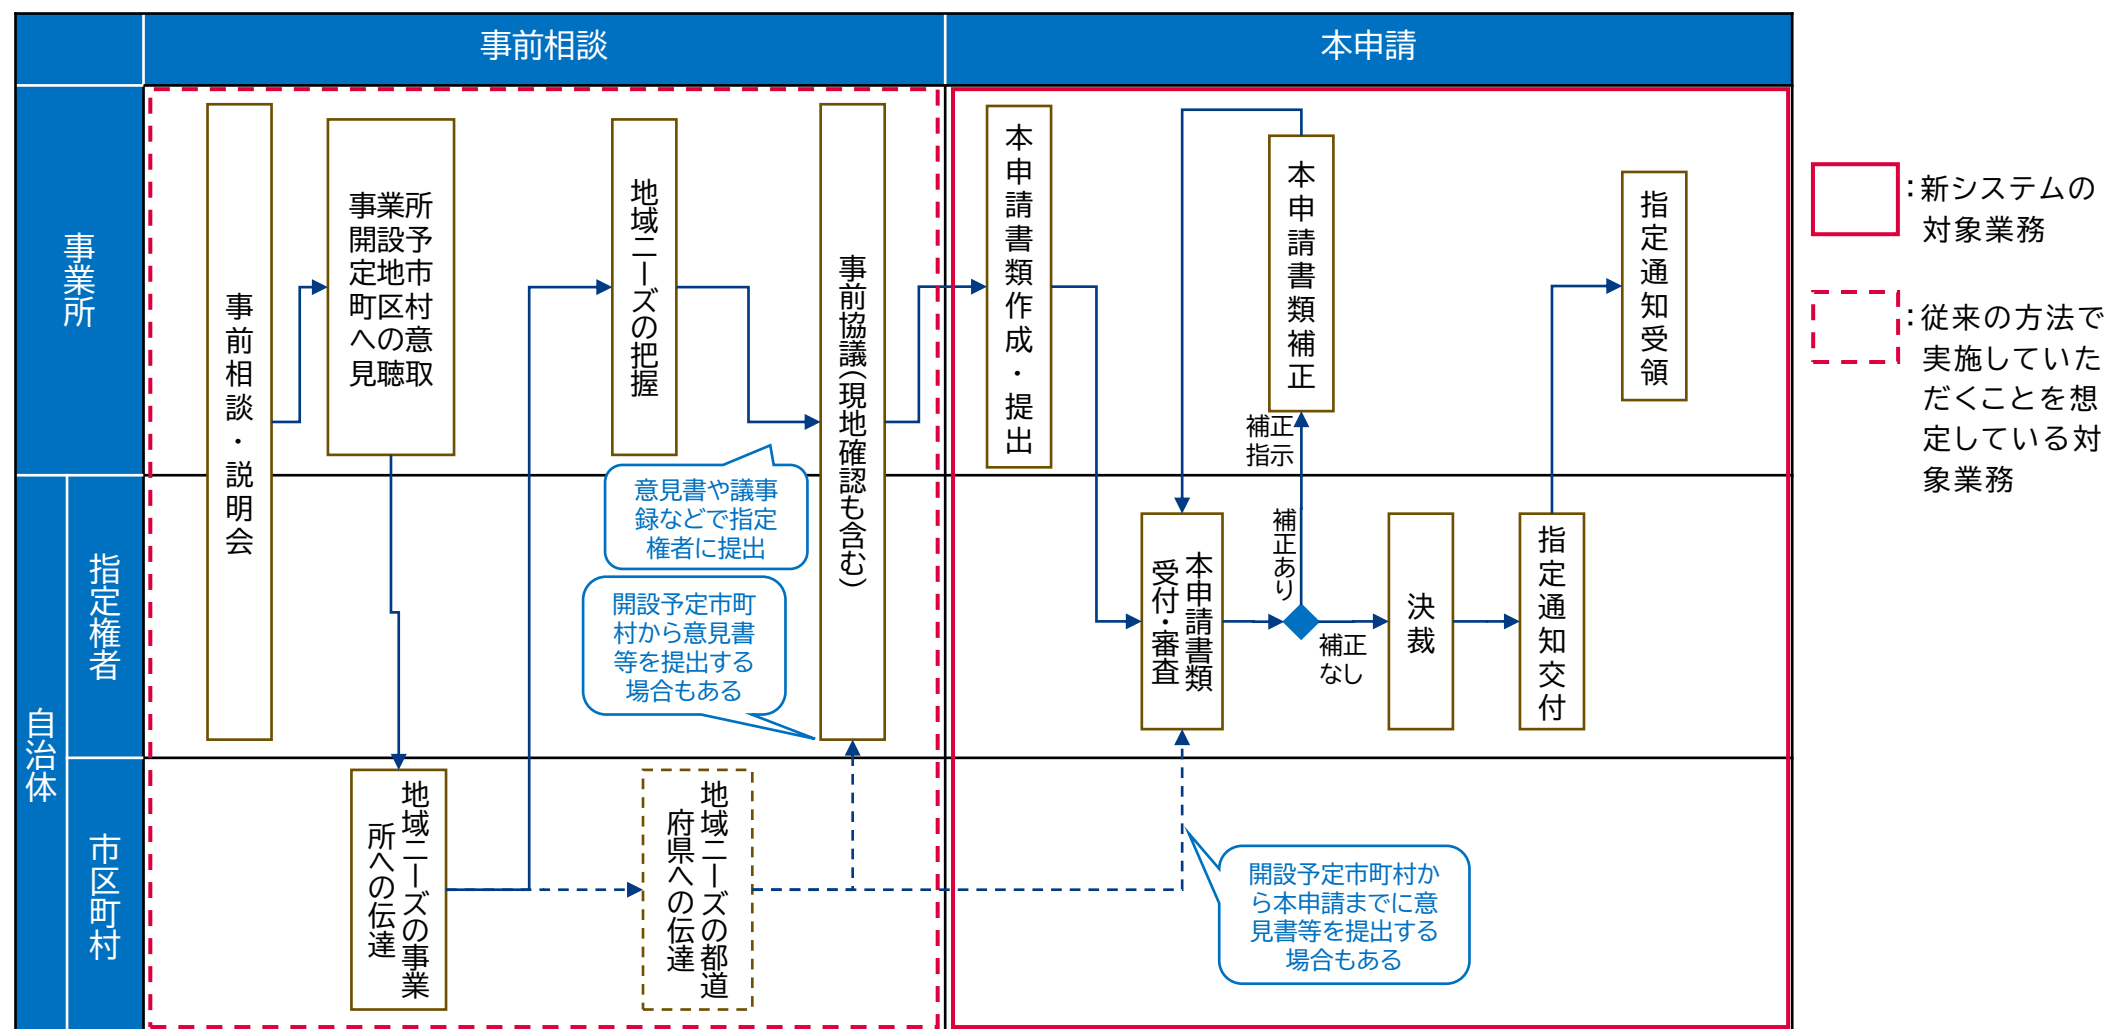 事前相談
本申請
事業所
自治体
指定権者
市区町村
事前相談・説明会
事業所
開設予
定地市
町区村
への意
見聴取
地域ニーズの把握
事前協議（現地確認も含む）
意見書や議事
録などで指定
権者に提出
開設予定市町
村から意見書
等を提出する
場合もある
地域ニーズの事業
所への伝達
地域ニーズの都道
府県への伝達
本申請書類作成・提出
本申請書類補正
指定通知受領
補正
指示
補正あり
本申請書類
受付・審査
補正
なし
決裁
指定通知交付
開設予定市町村か
ら本申請までに意
見書等を提出する
場合もある
：新システムの
対象業務
：従来の方法で
実施していた
だくことを想
定している対
象業務